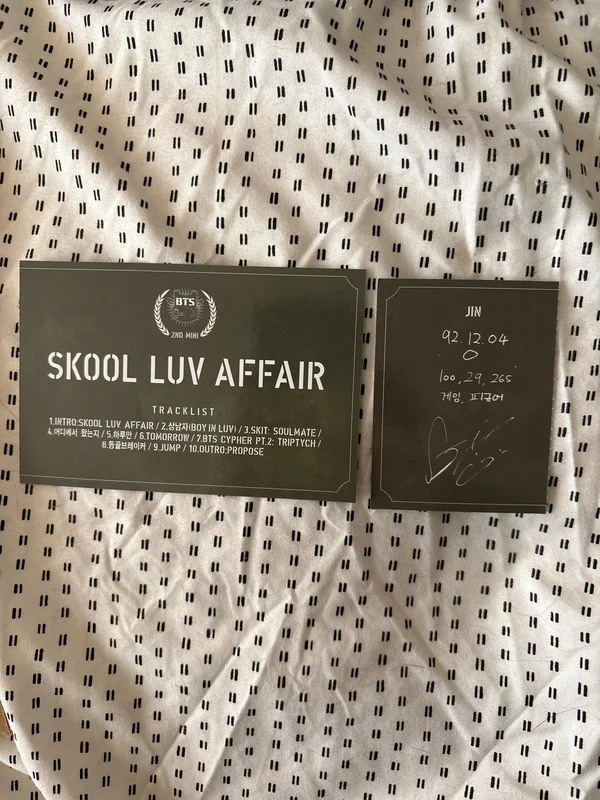 BTS
2ND MINI
SKOOL LUV AFFAIR
TRACKLIST
1.INTRO:SKOOL LUV AFFAIR / 2.상남자(BOY IN LUV) / 3.SKIT: SOULMATE /
4.어디에서 왔는지 / 5.하루만 / 6.TOMORROW / 7.BTS CYPHER PT.2: TRIPTYCH /
8.등골브레이커 / 9.JUMP / 10.OUTRO:PROPOSE
JIN
92.12.04
O
100, 29, 265
게임, 피규어